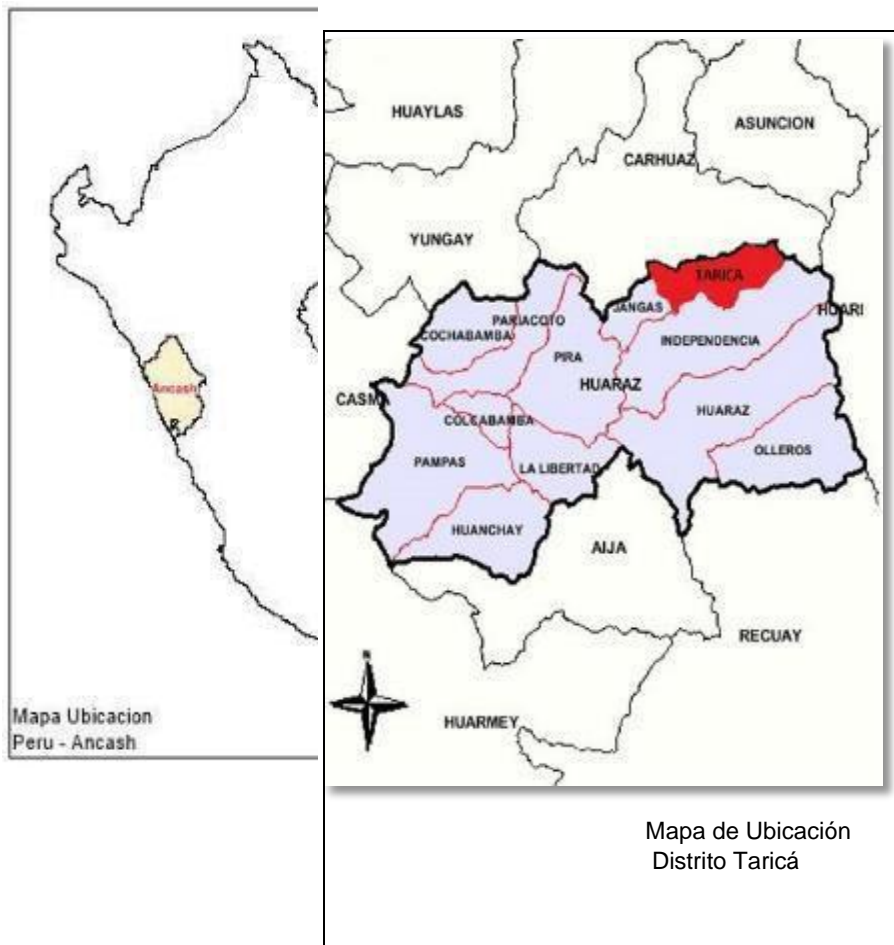 Ancash
Mapa Ubicacion
Peru - Ancash
HUAYLAS
ASUNCION
CARHUAZ
YUNGAY
TARICA
JANGAS
HUARI
PARIACOTO
COCHABAMBA
INDEPENDENCIA
PIRA
HUARAZ
CASMA
HUARAZ
COLCABAMBA
OLLEROS
PAMPAS
LA LIBERTAD
HUANCHAY
AIJA
RECUAY
N
HUARMEY
Mapa de Ubicación
Distrito Taricá